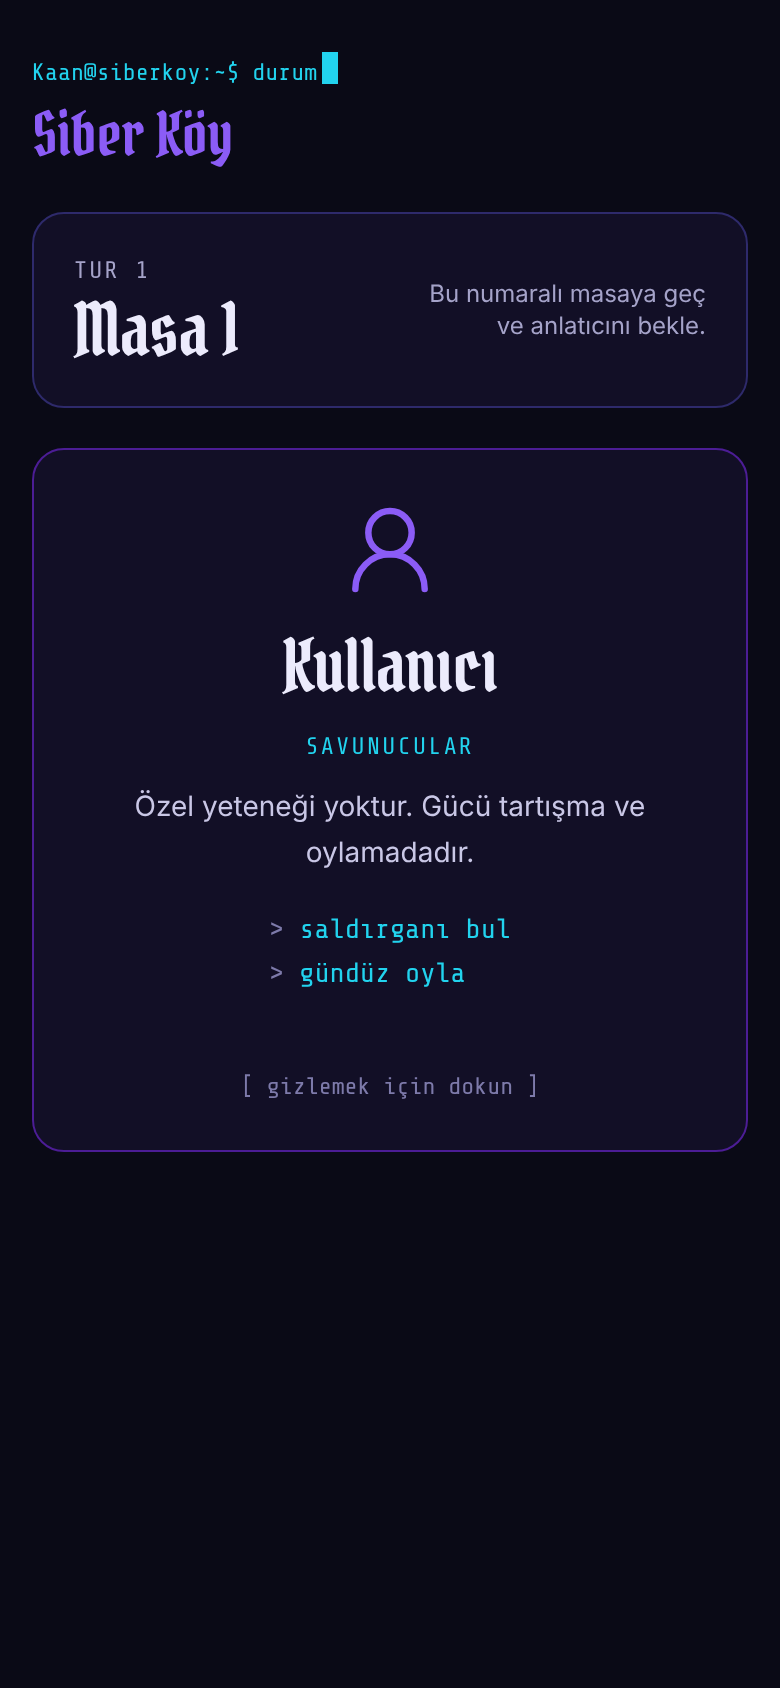 Kaan@siberkoy:~$ durum
Siber Köy
TUR 1
Masa 1
Bu numaralı masaya geç
ve anlatıcını bekle.
Kullanıcı
SAVUNUCULAR
Özel yeteneği yoktur. Gücü tartışma ve
oylamadadır.
> saldırganı bul
> gündüz oyla
[ gizlemek için dokun ]